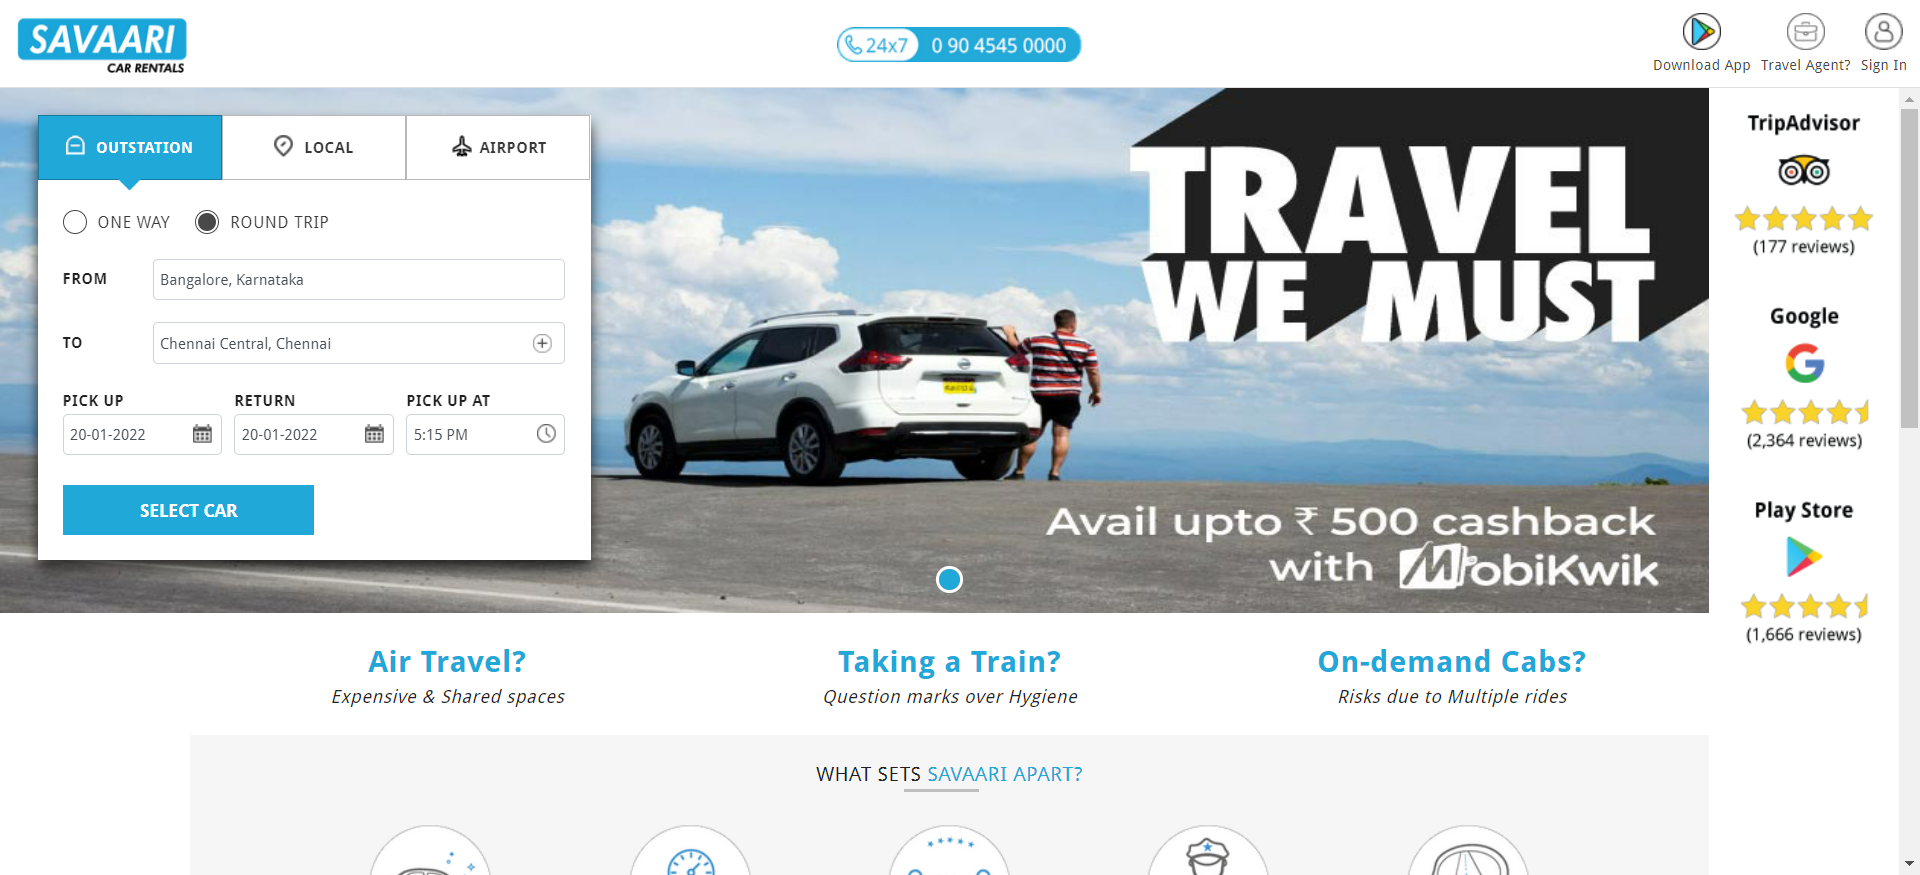 SAVAARI
CAR RENTALS
24x7 0 90 4545 0000
Download App
Travel Agent?
Sign In
OUTSTATION
LOCAL
AIRPORT
ONE WAY
ROUND TRIP
FROM
Bangalore, Karnataka
TO
Chennai Central, Chennai
PICK UP
RETURN
PICK UP AT
20-01-2022
20-01-2022
5:15 PM
SELECT CAR
TRAVEL
WE MUST
Avail upto ₹ 500 cashback
with MobiKwik
TripAdvisor
(177 reviews)
Google
(2,364 reviews)
Play Store
(1,666 reviews)
Air Travel?
Expensive & Shared spaces
Taking a Train?
Question marks over Hygiene
On-demand Cabs?
Risks due to Multiple rides
WHAT SETS SAVAARI APART?